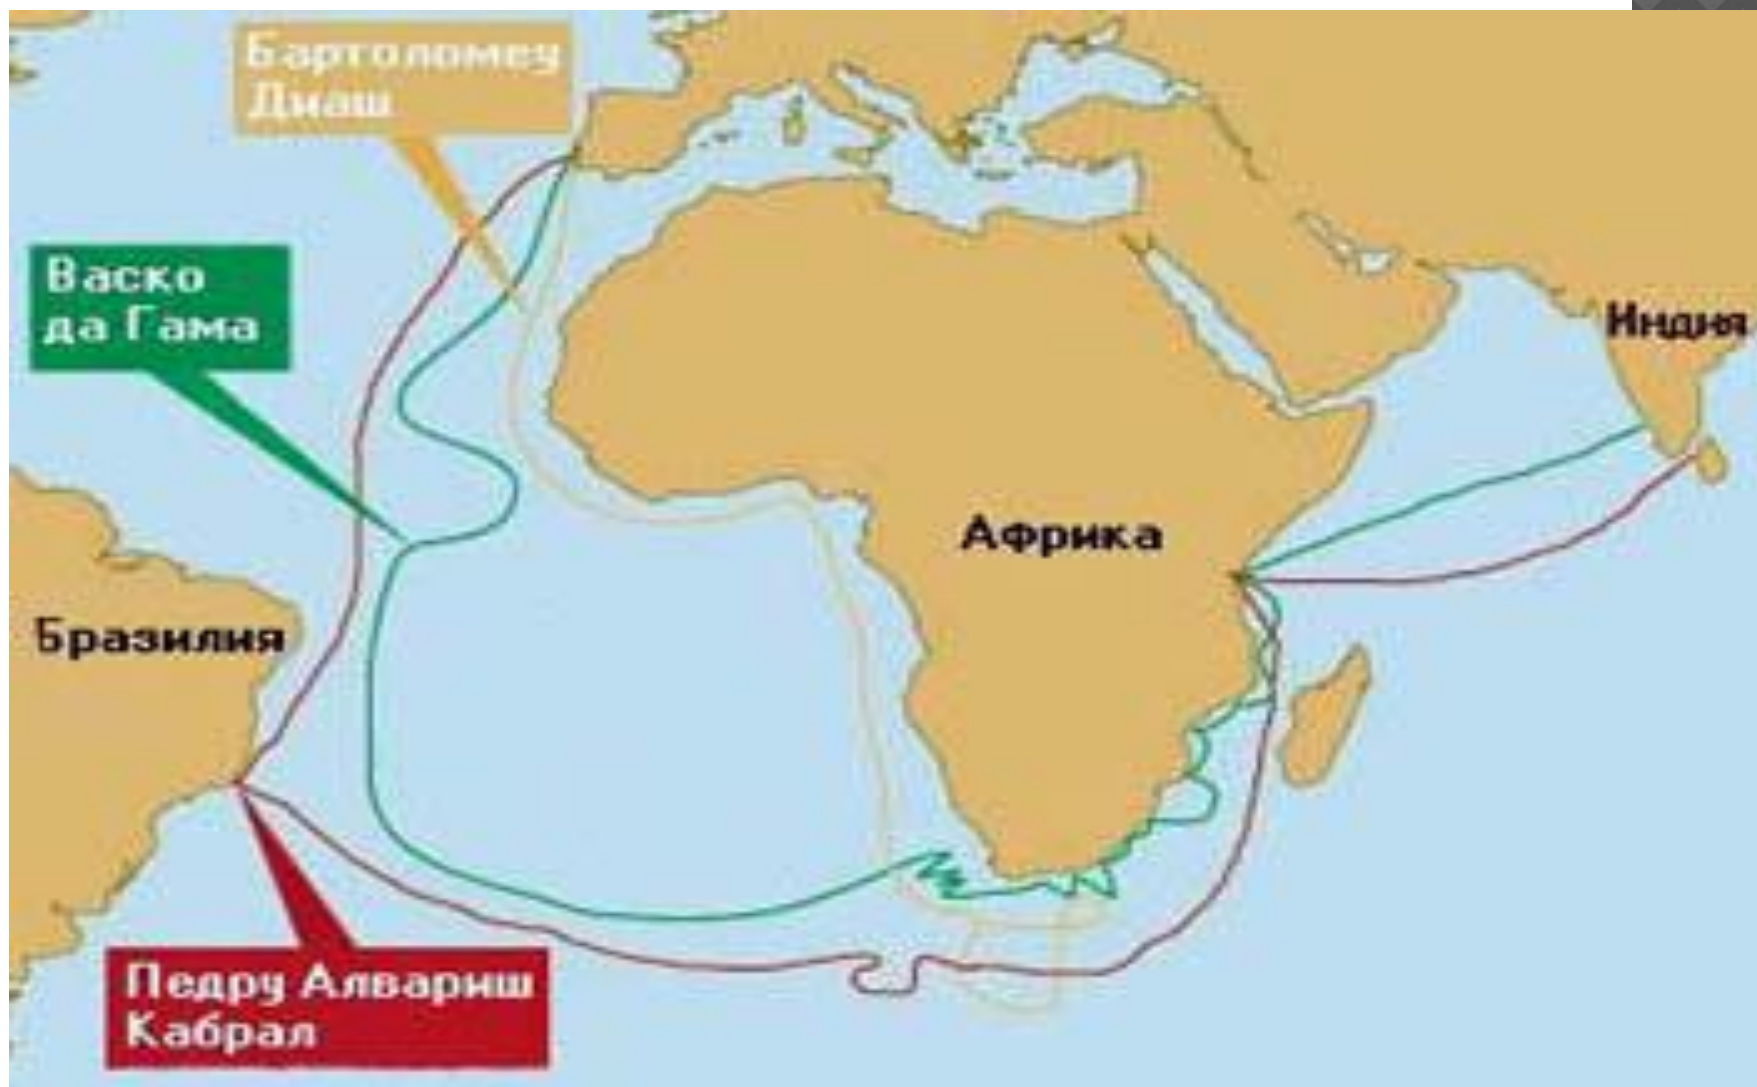 Бартоломеу
Диаш
Васко
да Гама
Индия
Африка
Бразилия
Педру Алвариш
Кабрал